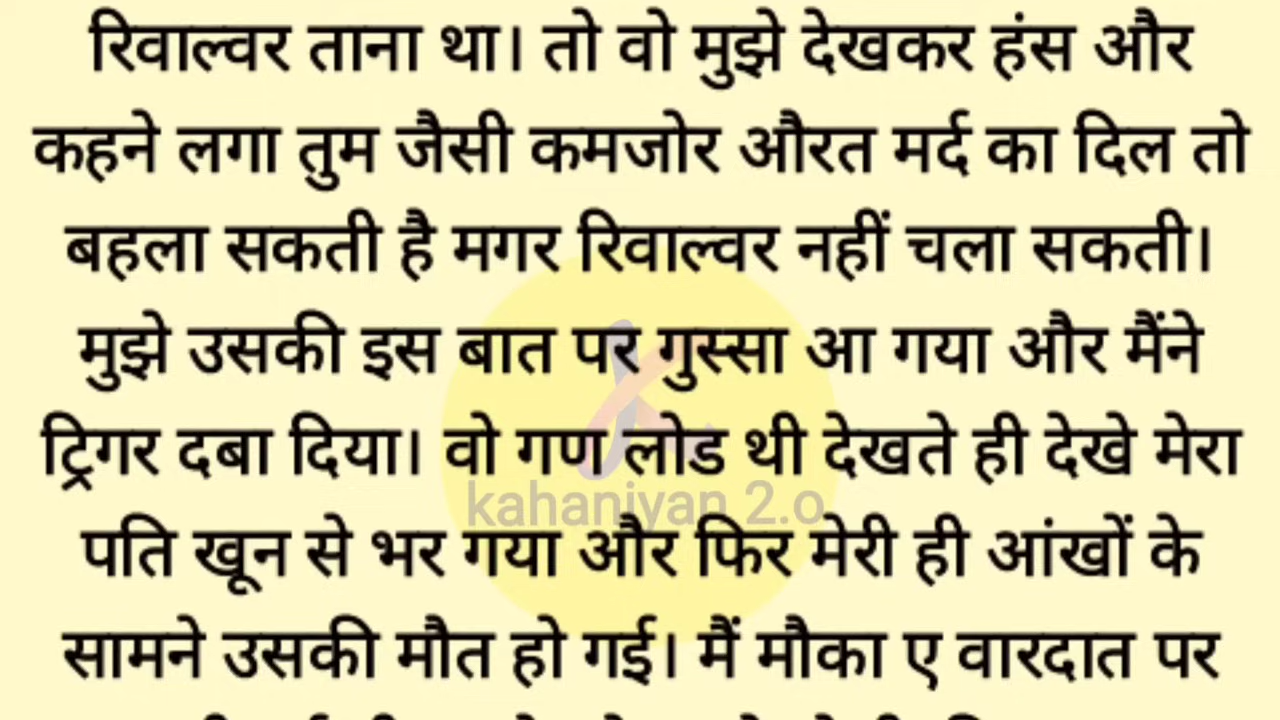 रिवाल्वर ताना था। तो वो मुझे देखकर हंस और
कहने लगा तुम जैसी कमजोर औरत मर्द का दिल तो
बहला सकती है मगर रिवाल्वर नहीं चला सकती।
मुझे उसकी इस बात पर गुस्सा आ गया और मैंने
ट्रिगर दबा दिया। वो गण लोड थी देखते ही देखे मेरा
kahaniyan 2.o
पति खून से भर गया और फिर मेरी ही आंखों के
सामने उसकी मौत हो गई। मैं मौका ए वारदात पर